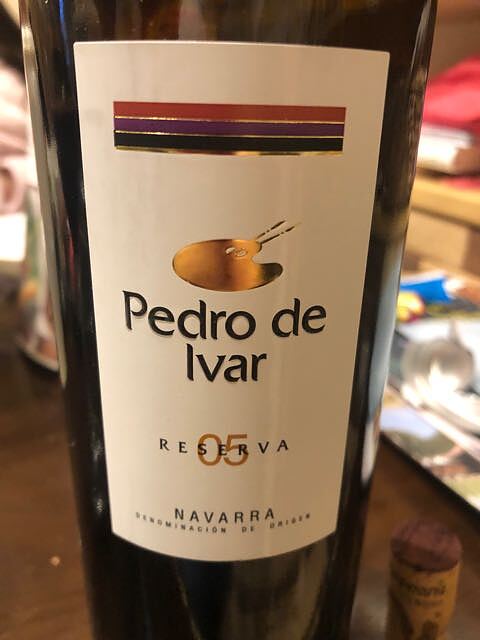 Pedro de
Ivar
RESERVA
05
NAVARRA
DENOMINACIÓN DE ORIGEN